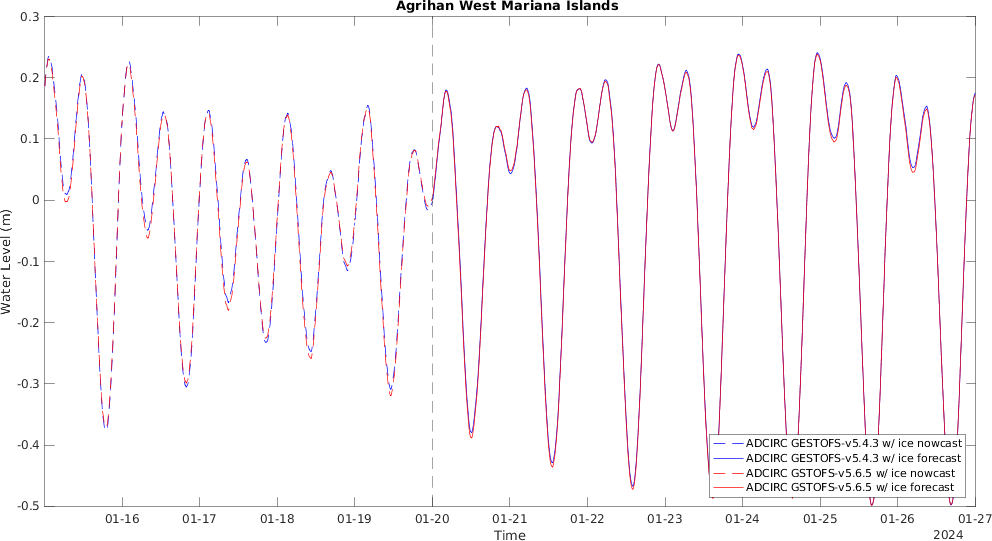 Agrihan West Mariana Islands
Water Level (m)
0.3
0.2
0.1
0
-0.1
-0.2
-0.3
-0.4
-0.5
ADCIRC GESTOFS-v5.4.3 w/ ice nowcast
ADCIRC GESTOFS-v5.4.3 w/ ice forecast
ADCIRC GSTOFS-v5.6.5 w/ ice nowcast
ADCIRC GSTOFS-v5.6.5 w/ ice forecast
01-16 01-17 01-18 01-19 01-20 01-21 01-22 01-23 01-24 01-25 01-26 01-27
Time
2024